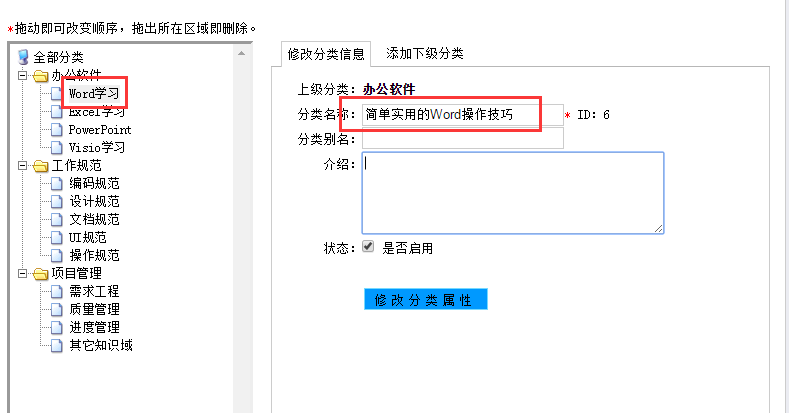 *拖动即可改变顺序，拖出所在区域即删除。
全部分类
办公软件
Word学习
Excel学习
PowerPoint
Visio学习
工作规范
编码规范
设计规范
文档规范
UI规范
操作规范
项目管理
需求工程
质量管理
进度管理
其它知识域
修改分类信息 添加下级分类
上级分类：办公软件
分类名称：简单实用的Word操作技巧 * ID：6
分类别名：
介绍：
状态：是否启用
修改分类属性